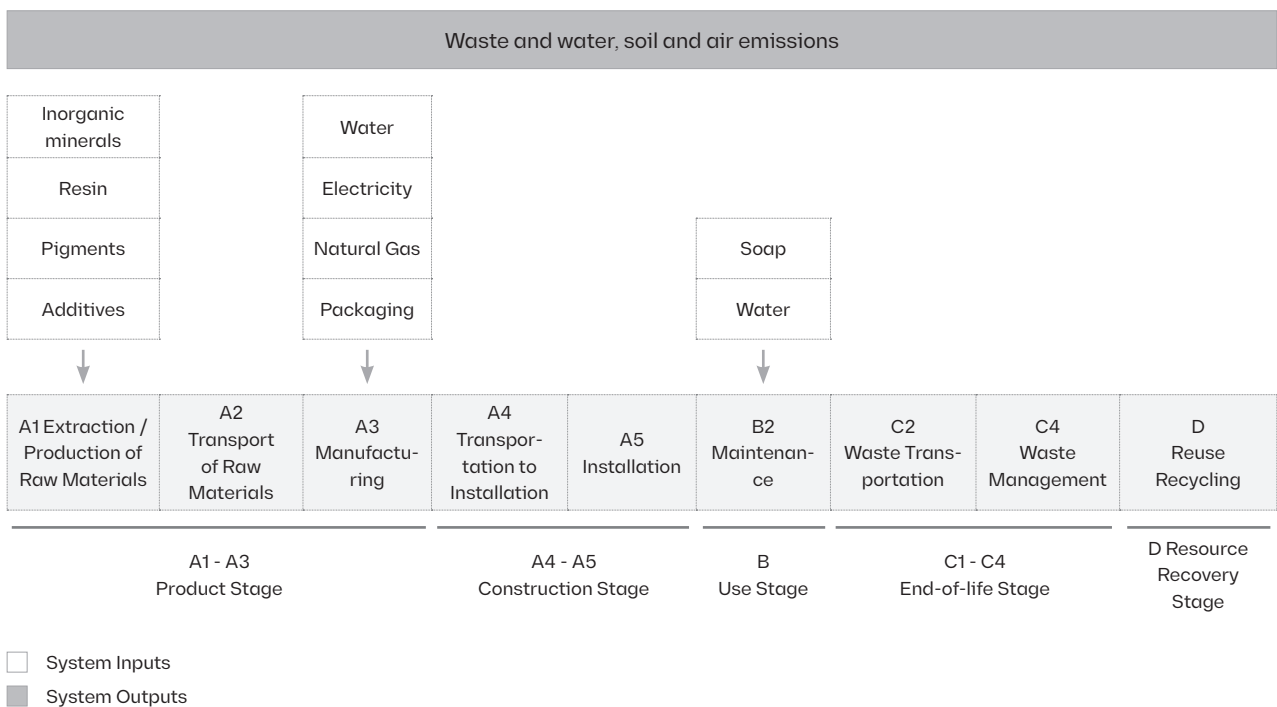 Waste and water, soil and air emissions
Inorganic
minerals
Resin
Pigments
Additives
Water
Electricity
Natural Gas
Packaging
Soap
Water
A1 Extraction /
Production of
Raw Materials
A2
Transport
of Raw
Materials
A3
Manufactu-
ring
A4
Transpor-
tation to
Installation
A5
Installation
B2
Maintenan-
ce
C2
Waste Trans-
portation
C4
Waste
Management
D
Reuse
Recycling
A1 - A3
Product Stage
A4 - A5
Construction Stage
B
Use Stage
C1 - C4
End-of-life Stage
D Resource
Recovery
Stage
System Inputs
System Outputs